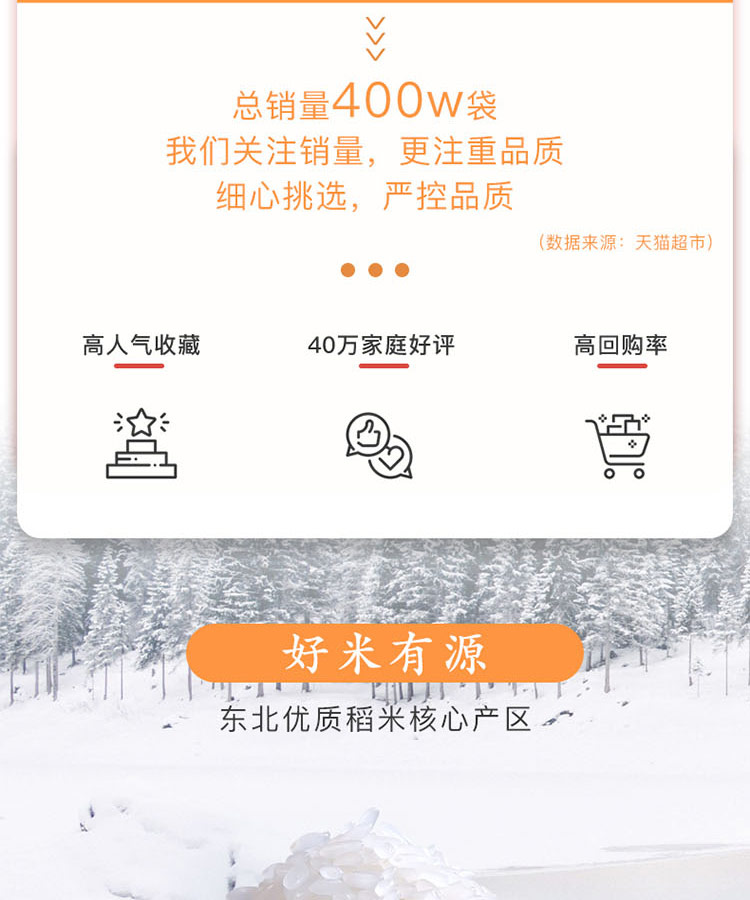 总销量400w袋
我们关注销量，更注重品质
细心挑选，严控品质
（数据来源：天猫超市）
高人气收藏
40万家庭好评
高回购率
好米有源
东北优质稻米核心产区